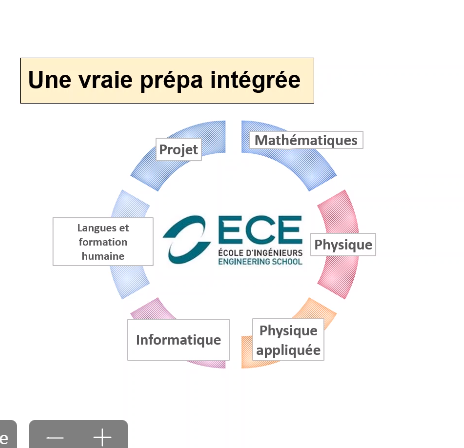 Une vraie prépa intégrée
Projet
Mathématiques
Langues et
formation
humaine
ECE
ÉCOLE D'INGÉNIEURS
ENGINEERING SCHOOL
Physique
Informatique
Physique
appliquée
e